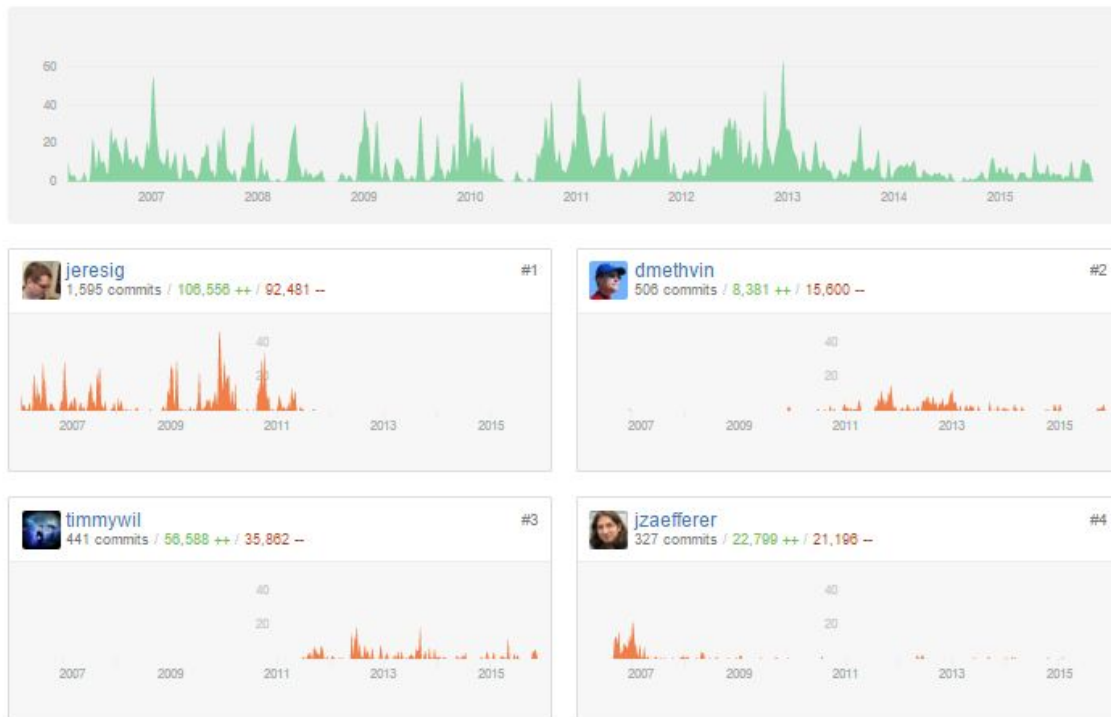 60
40
20
0
2007 2008 2009 2010 2011 2012 2013 2014 2015
jeresig #1
1,595 commits / 106,556 ++ / 92,481 --
40
20
2007 2009 2011 2013 2015
dmethvin #2
506 commits / 8,381 ++ / 15,600 --
40
20
2007 2009 2011 2013 2015
timmywil #3
441 commits / 56,588 ++ / 35,862 --
40
20
2007 2009 2011 2013 2015
jzaefferer #4
327 commits / 22,799 ++ / 21,196 --
40
20
2007 2009 2011 2013 2015